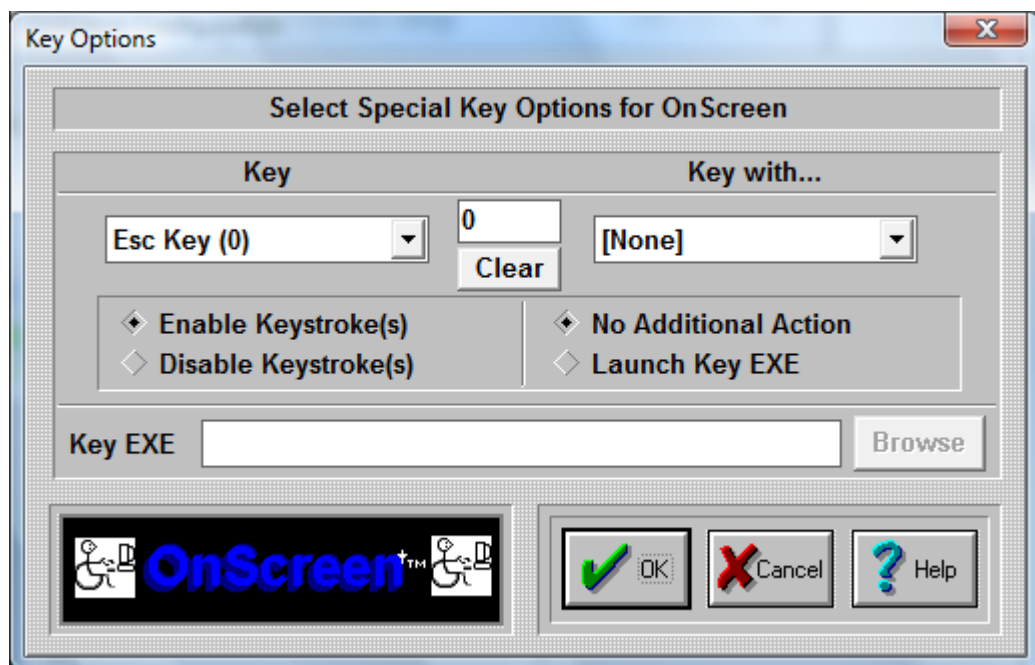 Key Options
X
Select Special Key Options for OnScreen
Key
Key with...
Esc Key (0)
0
Clear
[None]
Enable Keystroke(s)
Disable Keystroke(s)
No Additional Action
Launch Key EXE
Key EXE
Browse
OnScreen™
OK
Cancel
? Help